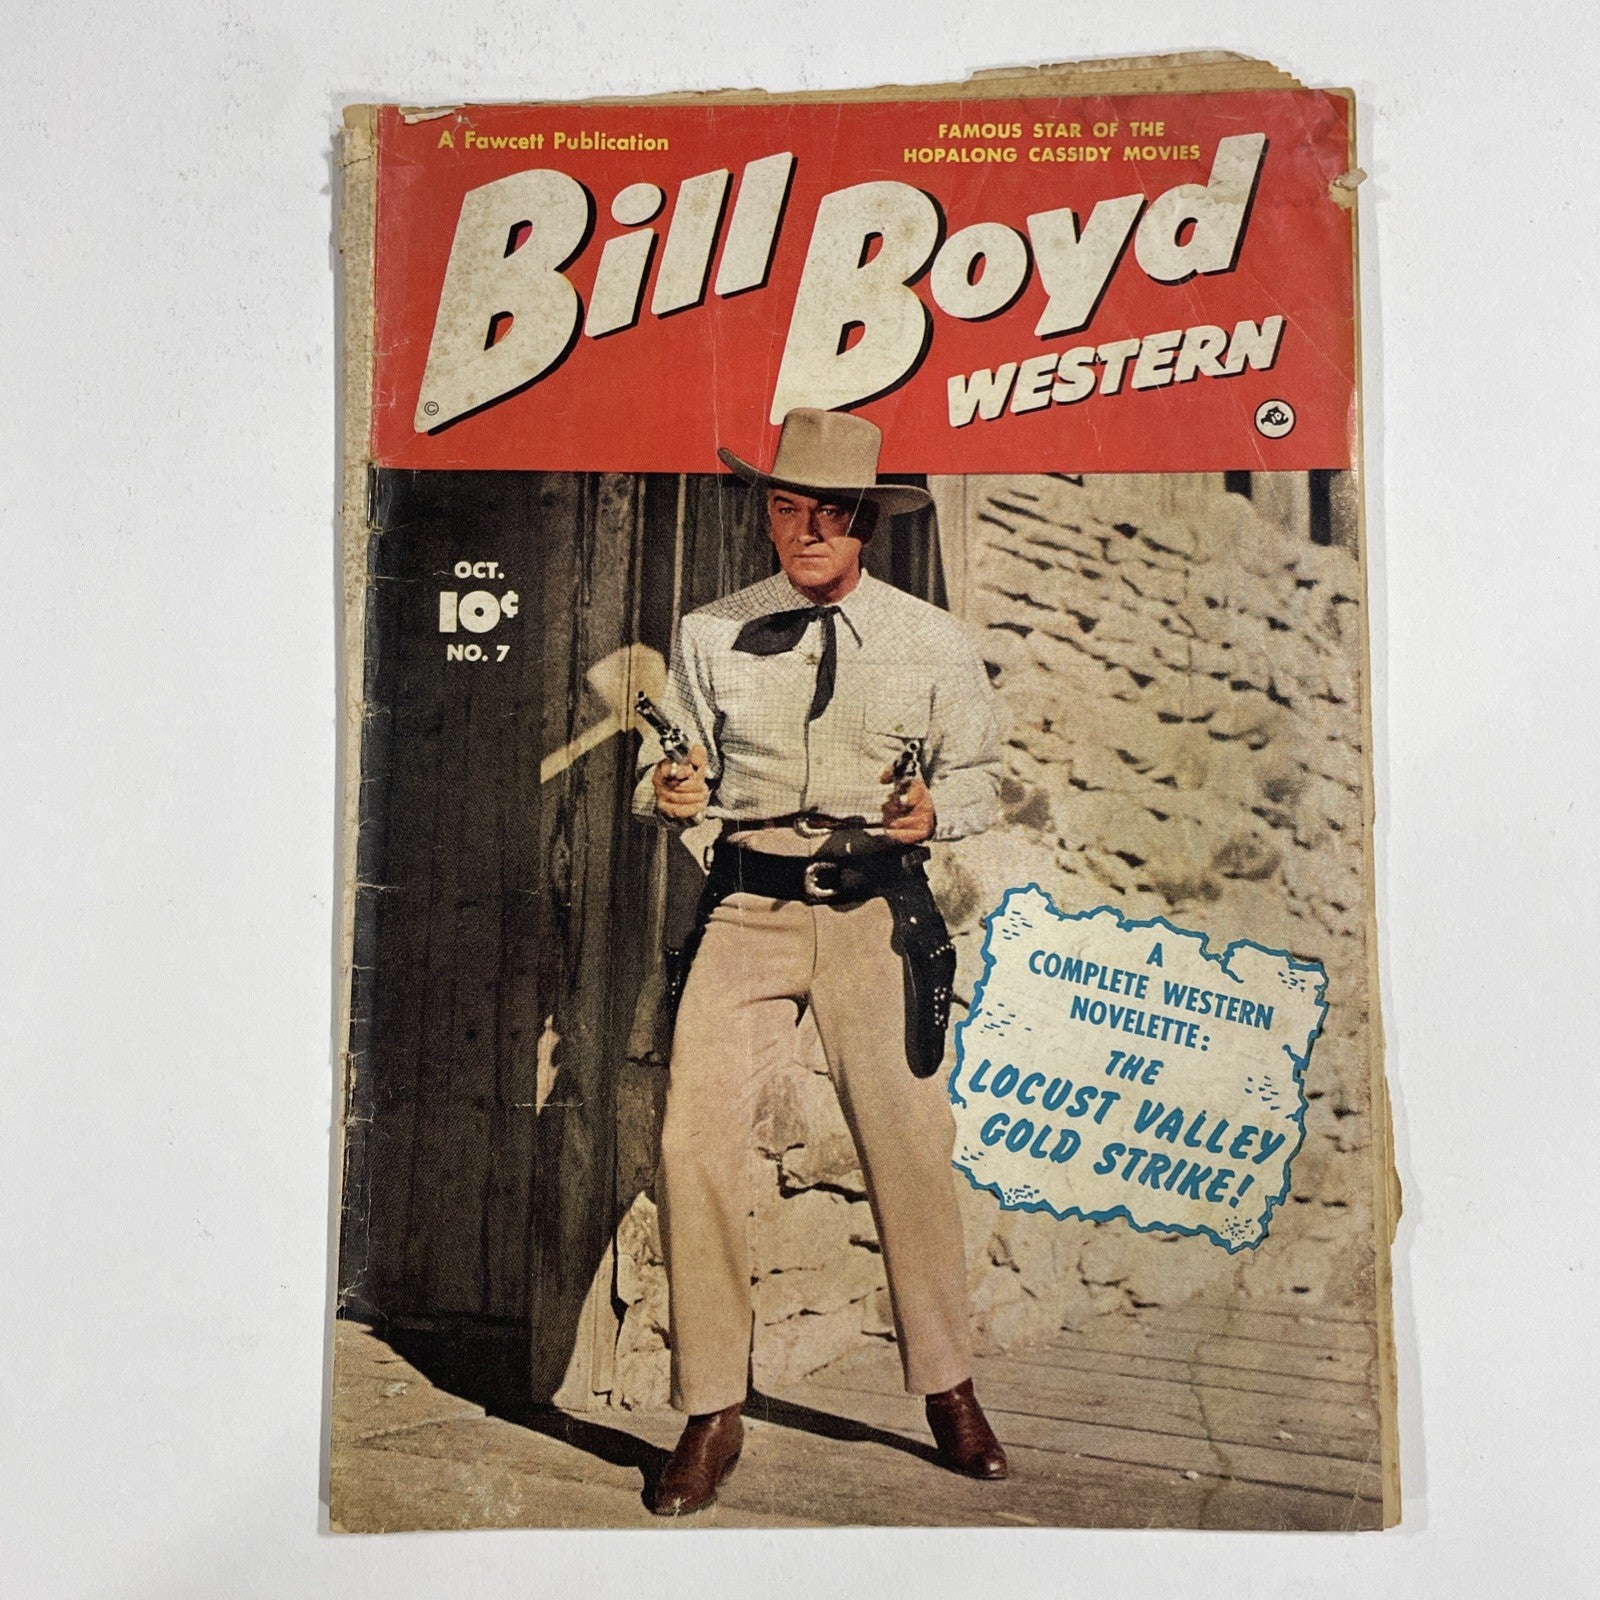 A Fawcett Publication
FAMOUS STAR OF THE
HOPALONG CASSIDY MOVIES
Bill Boyd
WESTERN
©
OCT.
10¢
NO. 7
A
COMPLETE WESTERN
NOVELETTE:
THE
LOCUST VALLEY
GOLD STRIKE!